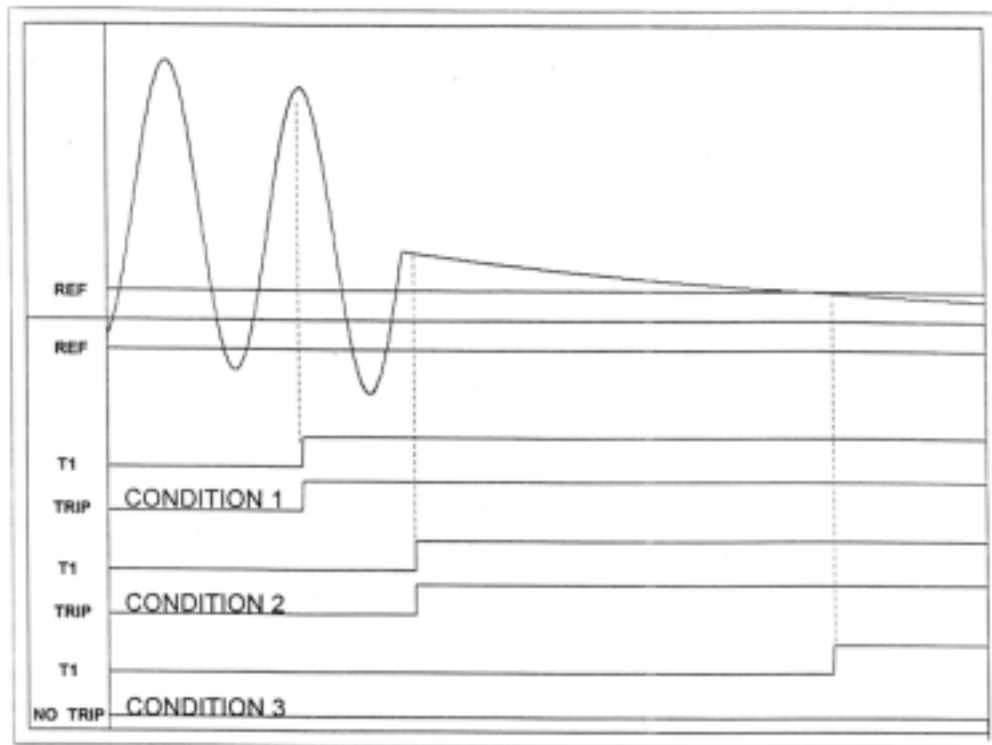 REF
REF
T1
TRIP CONDITION 1
T1
TRIP CONDITION 2
T1
NO TRIP CONDITION 3